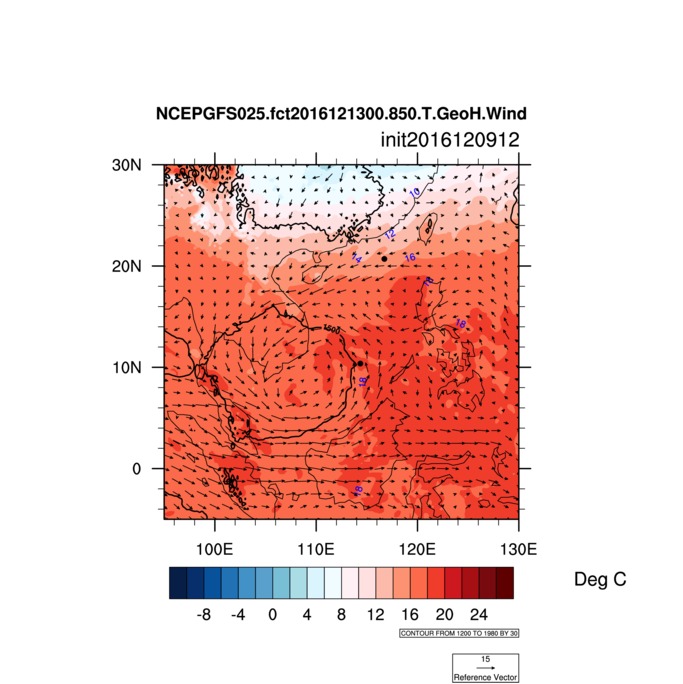 NCEPGFS025.fct2016121300.850.T.GeoH.Wind
init2016120912
30N
20N
10N
0
10
12
14
16
18
18
1500
18
18
100E 110E 120E 130E
-8 -4 0 4 8 12 16 20 24
Deg C
CONTOUR FROM 1200 TO 1980 BY 30
15
Reference Vector